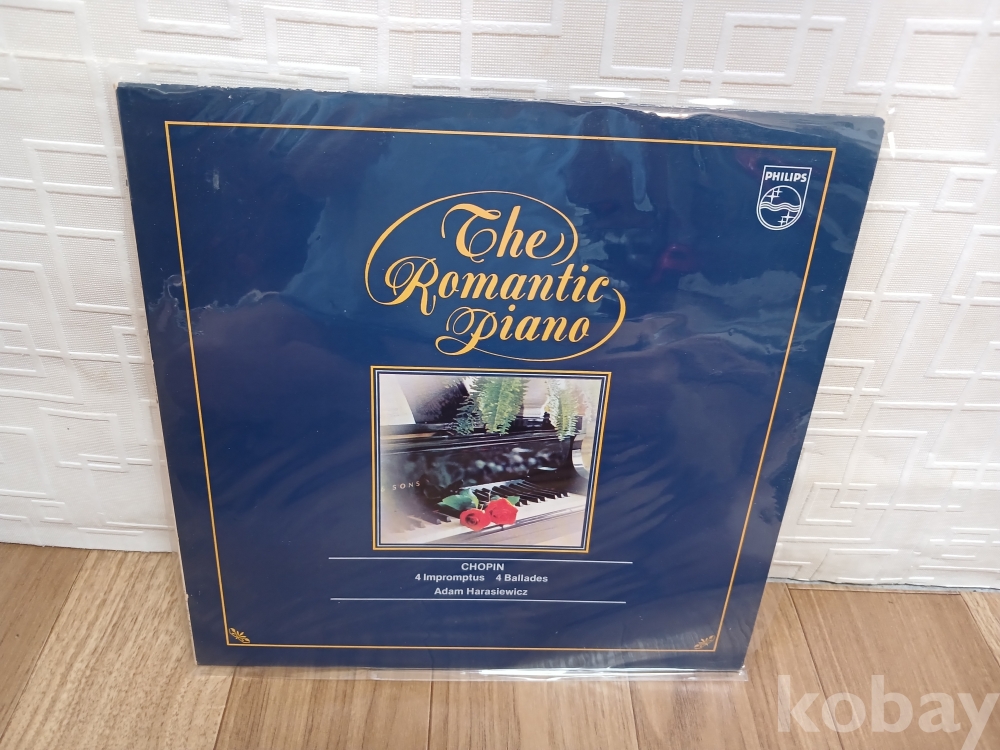 PHILIPS
The
Romantic
Piano
SONS
CHOPIN
4 Impromptus 4 Ballades
Adam Harasiewicz
kobay